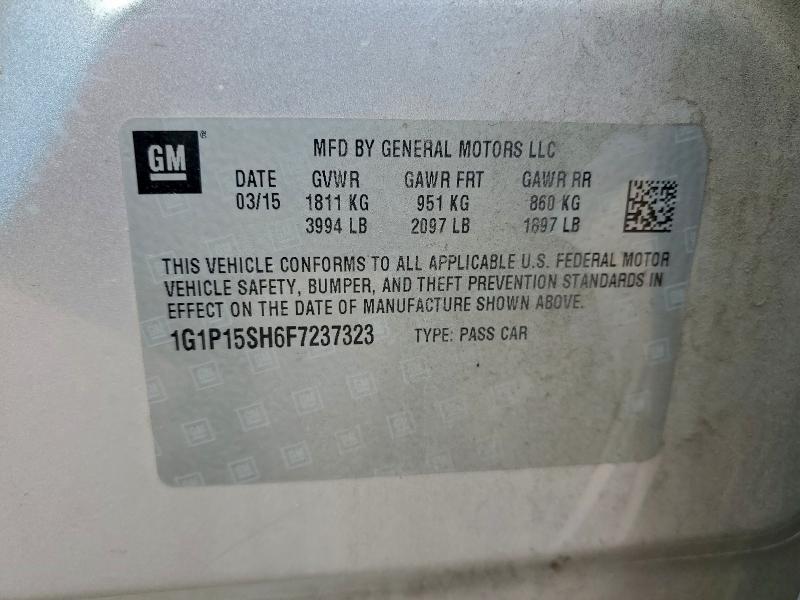 GM ®
MFD BY GENERAL MOTORS LLC
DATE GVWR GAWR FRT GAWR RR
03/15 1811 KG 951 KG 860 KG
3994 LB 2097 LB 1897 LB
THIS VEHICLE CONFORMS TO ALL APPLICABLE U.S. FEDERAL MOTOR
VEHICLE SAFETY, BUMPER, AND THEFT PREVENTION STANDARDS IN
EFFECT ON THE DATE OF MANUFACTURE SHOWN ABOVE.
1G1P15SH6F7237323 TYPE: PASS CAR